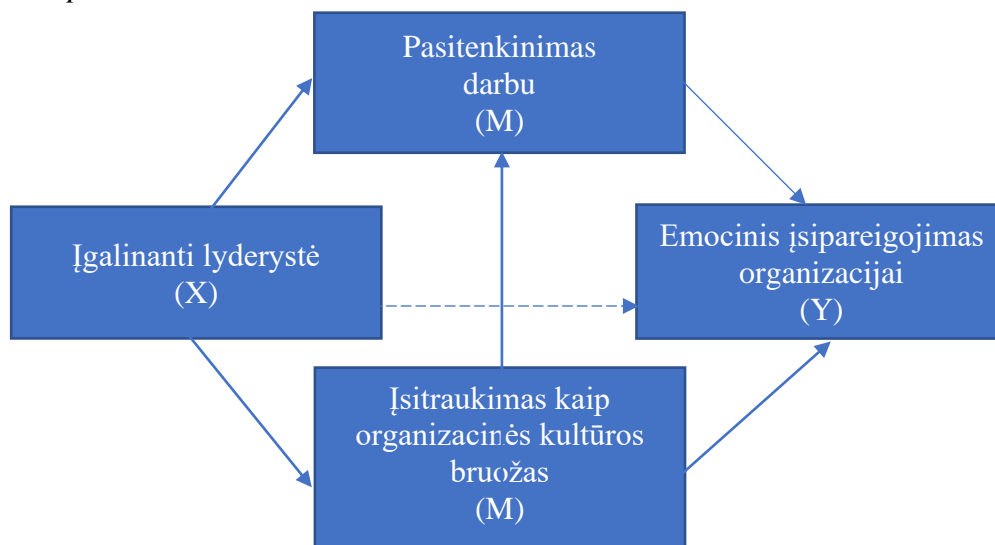 Pasitenkinimas
darbu
(M)
Įgalinanti lyderystė
(X)
Emocinis įsipareigojimas
organizacijai
(Y)
Įsitraukimas kaip
organizacinės kultūros
bruožas
(M)